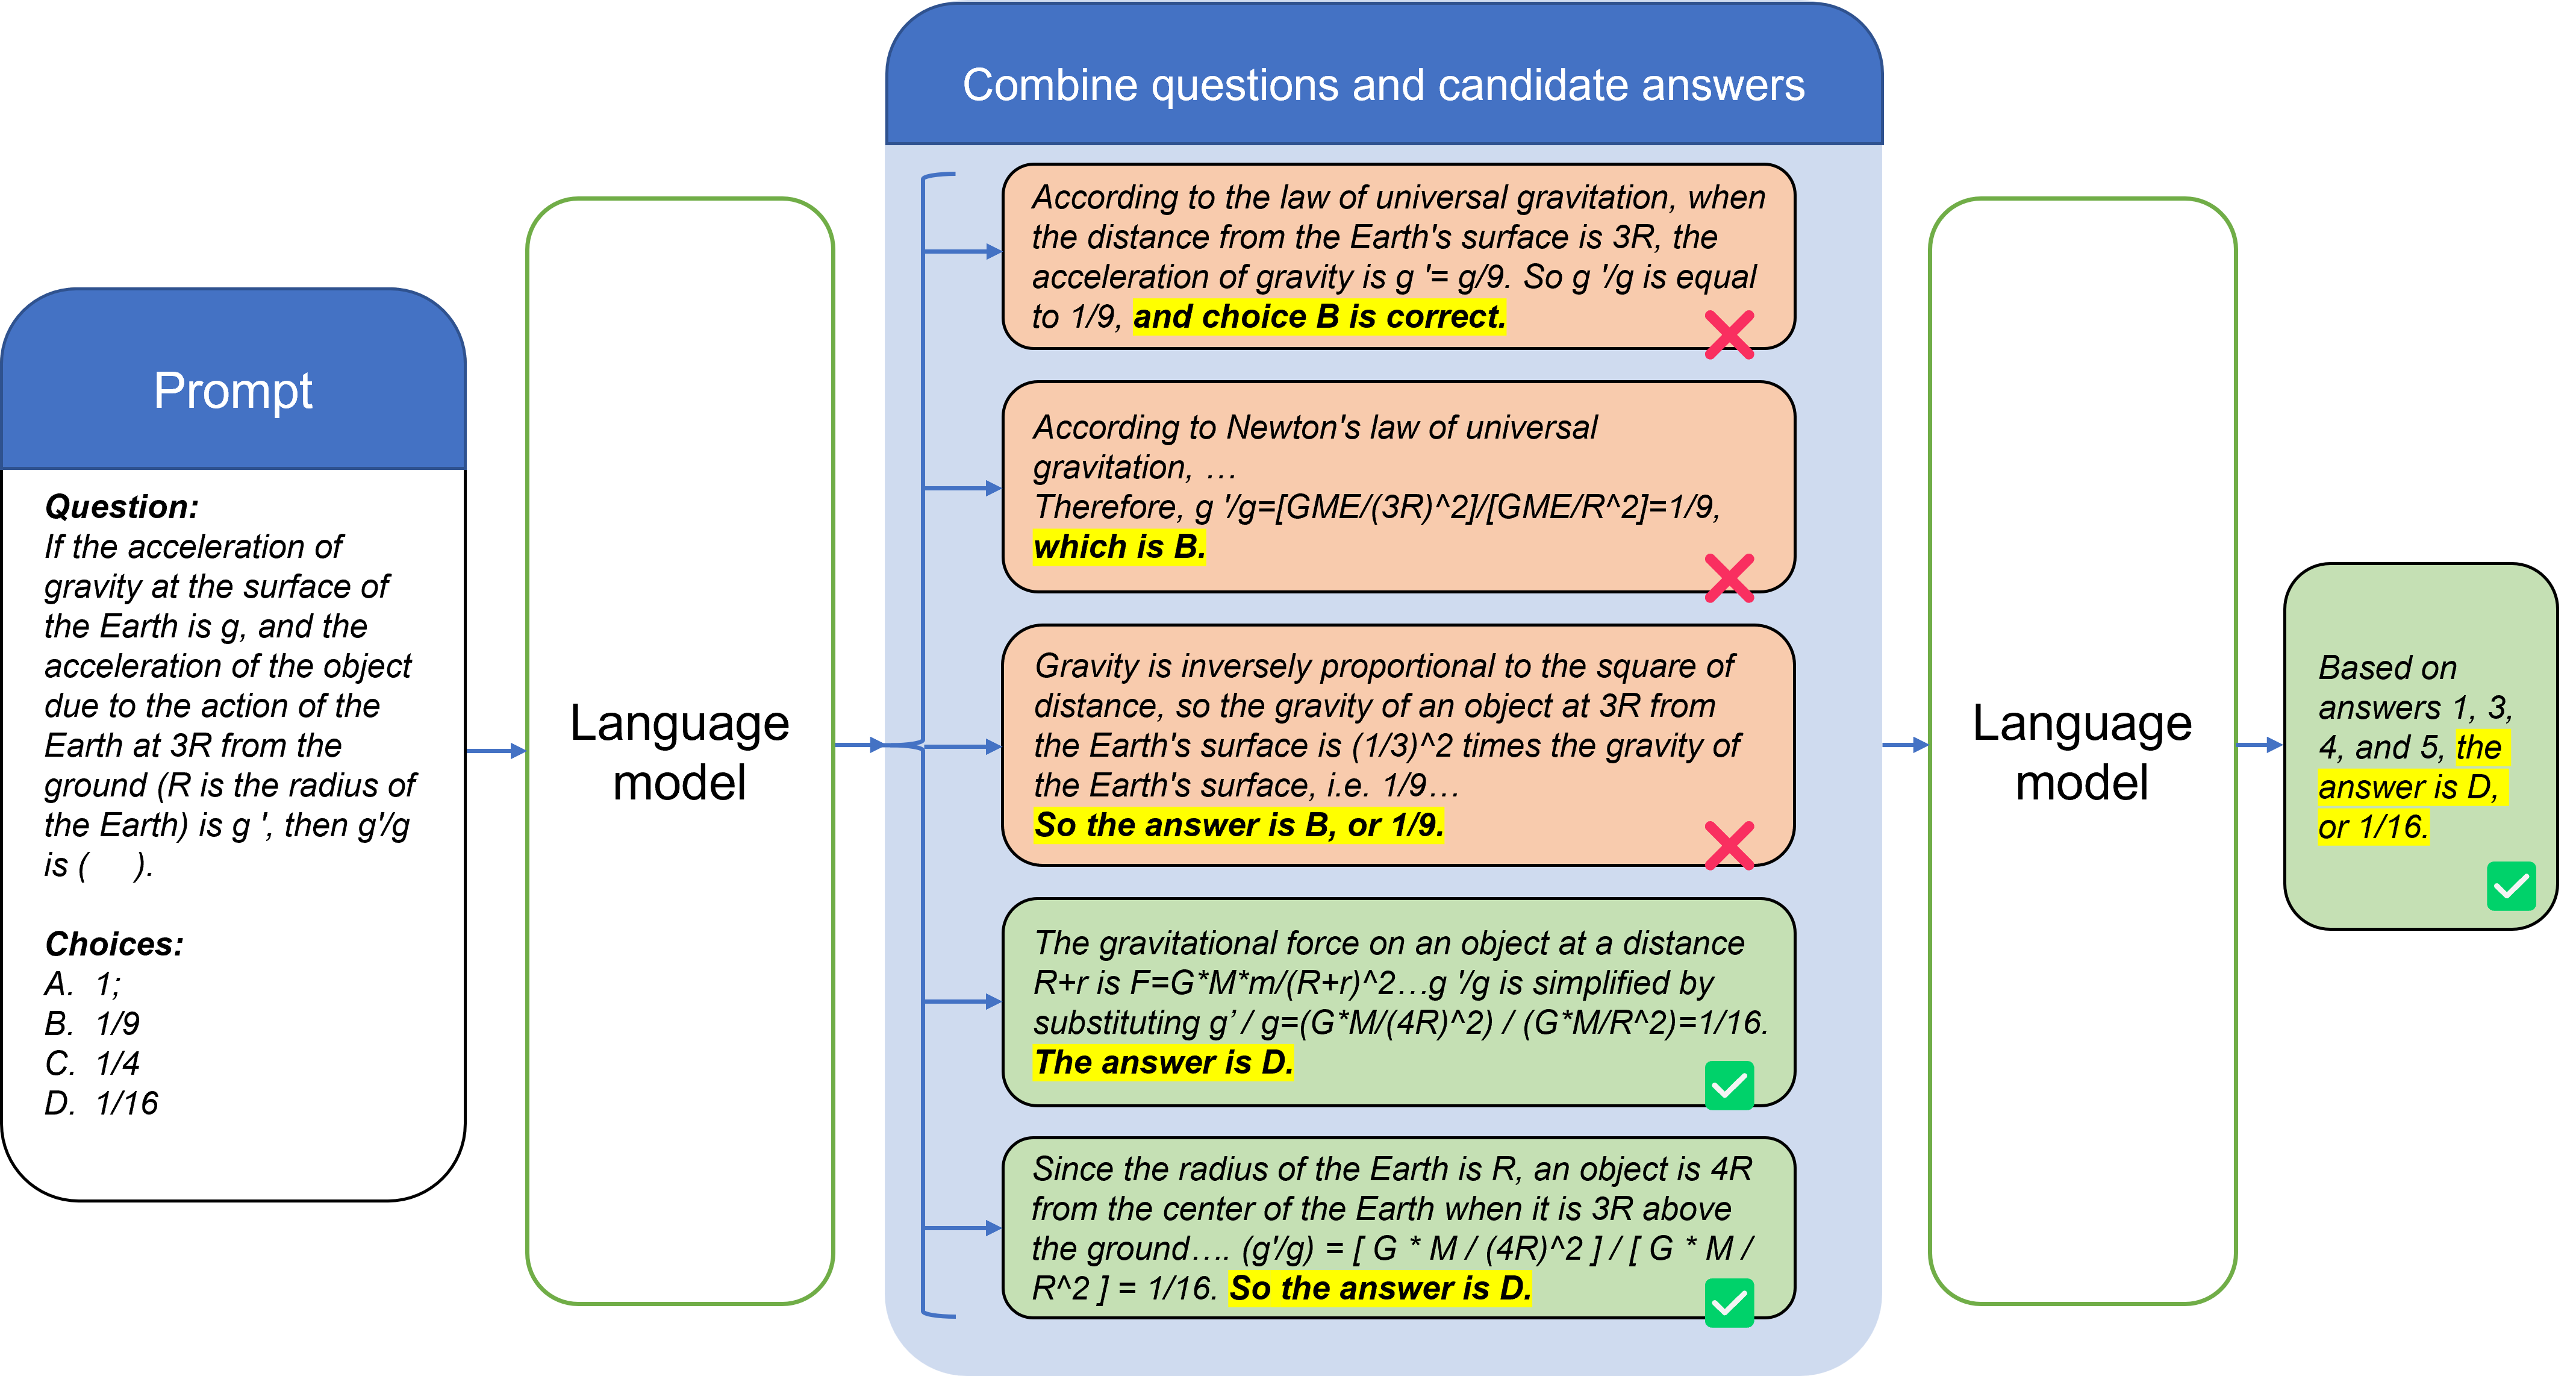 Prompt
Question:
If the acceleration of
gravity at the surface of
the Earth is g, and the
acceleration of the object
due to the action of the
Earth at 3R from the
ground (R is the radius of
the Earth) is g ', then g'/g
is (     ).
Choices:
A.  1;
B.  1/9
C.  1/4
D.  1/16
Language
model
Combine questions and candidate answers
According to the law of universal gravitation, when
the distance from the Earth's surface is 3R, the
acceleration of gravity is g '= g/9. So g '/g is equal
to 1/9, and choice B is correct.
According to Newton's law of universal
gravitation, …
Therefore, g '/g=[GME/(3R)^2]/[GME/R^2]=1/9,
which is B.
Gravity is inversely proportional to the square of
distance, so the gravity of an object at 3R from
the Earth's surface is (1/3)^2 times the gravity of
the Earth's surface, i.e. 1/9…
So the answer is B, or 1/9.
The gravitational force on an object at a distance
R+r is F=G*M*m/(R+r)^2…g '/g is simplified by
substituting g’ / g=(G*M/(4R)^2) / (G*M/R^2)=1/16.
The answer is D.
Since the radius of the Earth is R, an object is 4R
from the center of the Earth when it is 3R above
the ground…. (g'/g) = [ G * M / (4R)^2 ] / [ G * M /
R^2 ] = 1/16. So the answer is D.
Language
model
Based on
answers 1, 3,
4, and 5, the
answer is D,
or 1/16.